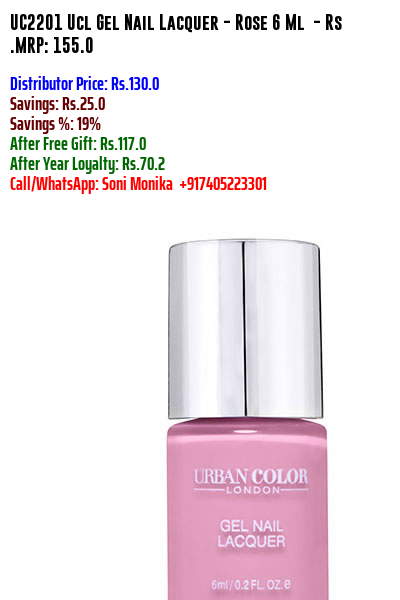 UC2201 Ucl Gel Nail Lacquer - Rose 6 Ml - Rs
.MRP: 155.0
Distributor Price: Rs.130.0
Savings: Rs.25.0
Savings %: 19%
After Free Gift: Rs.117.0
After Year Loyalty: Rs.70.2
Call/WhatsApp: Soni Monika +917405223301
URBAN COLOR
LONDON
GEL NAIL
LACQUER
6ml / 0.2 FL. OZ. e